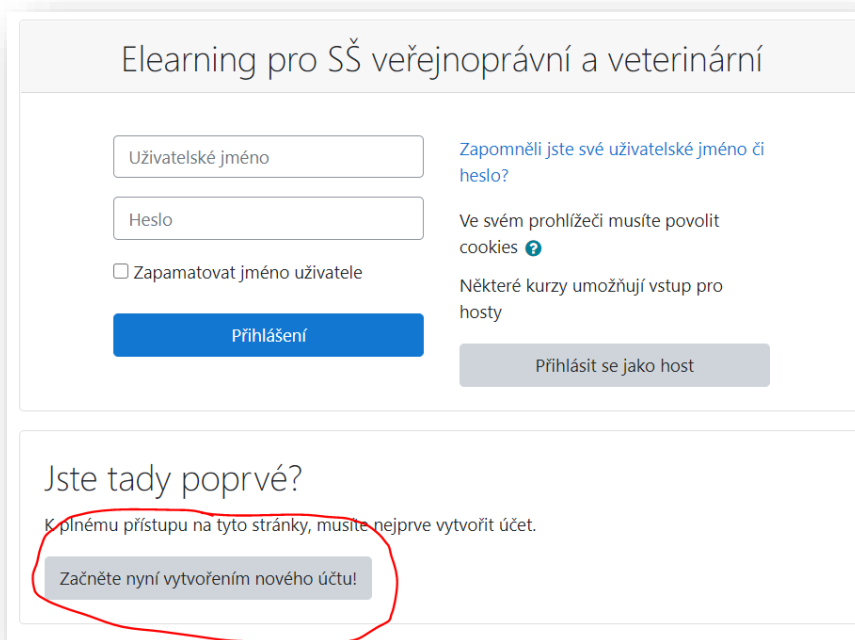 Elearning pro SŠ veřejnoprávní a veterinární
Uživatelské jméno
Heslo
Zapamatovat jméno uživatele
Přihlášení
Zapomněli jste své uživatelské jméno či
heslo?
Ve svém prohlížeči musíte povolit
cookies ?
Některé kurzy umožňují vstup pro
hosty
Přihlásit se jako host
Jste tady poprvé?
K plnému přístupu na tyto stránky, musíte nejprve vytvořit účet.
Začněte nyní vytvořením nového účtu!